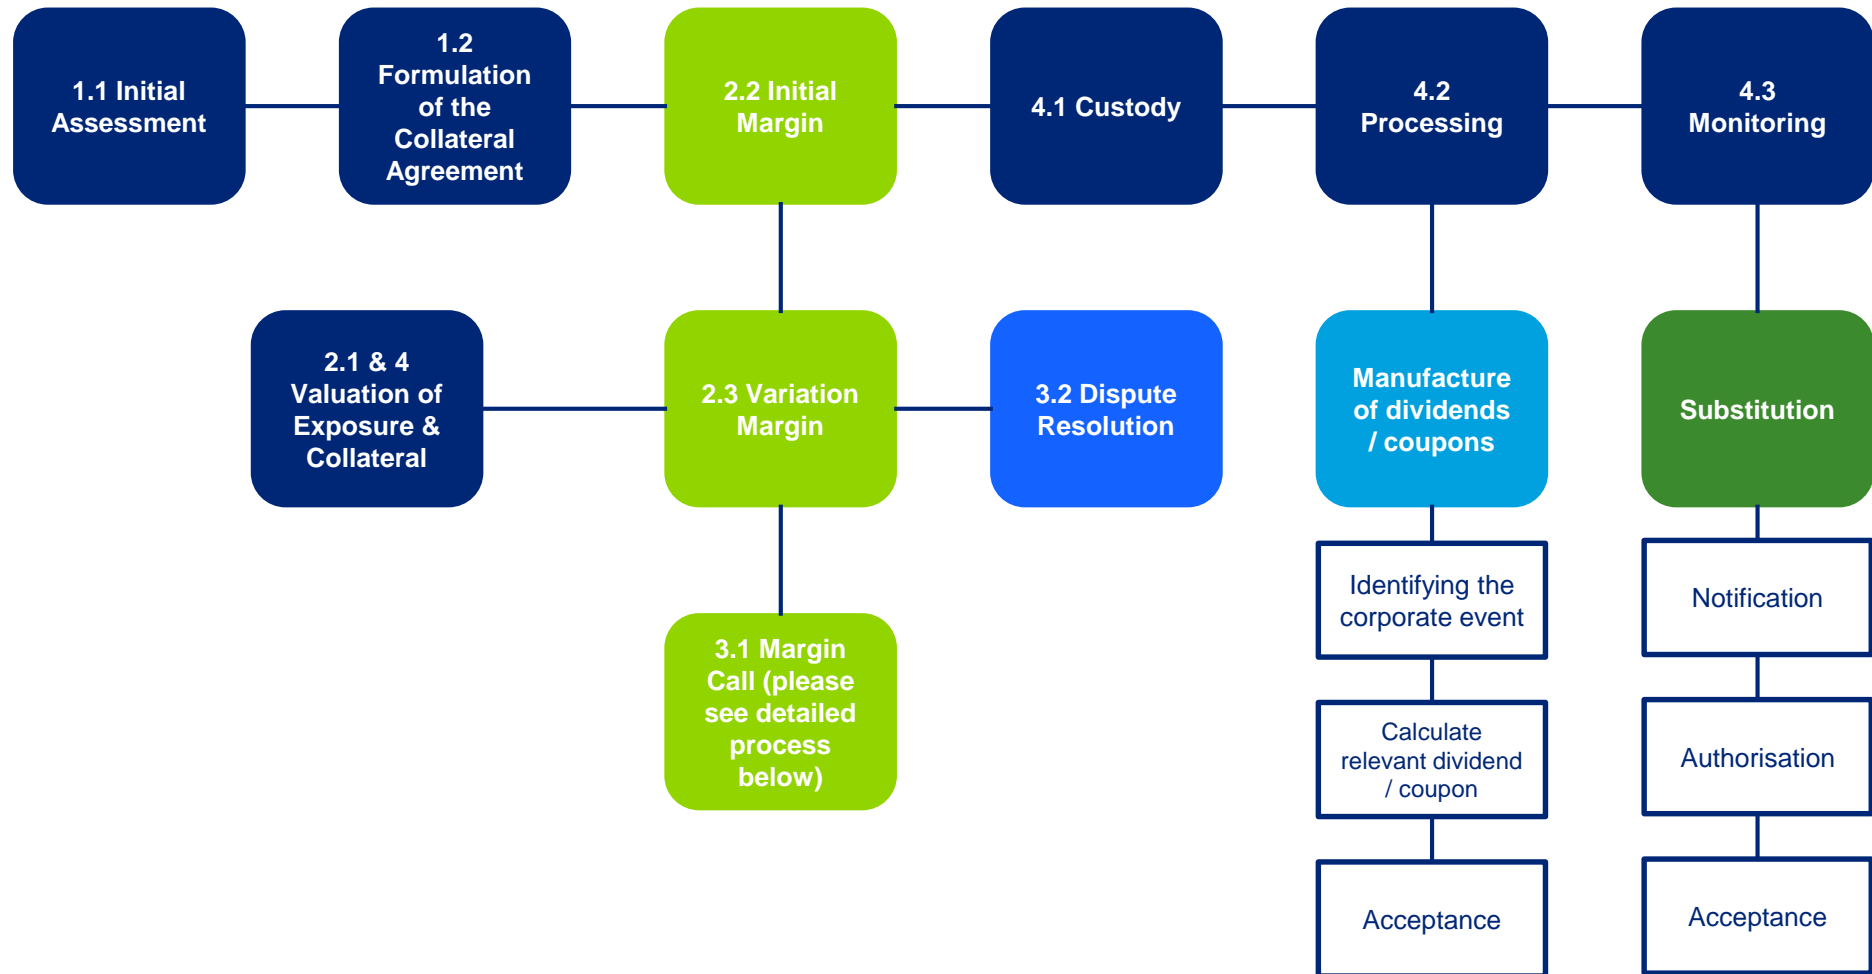 1.1 Initial
Assessment
1.2
Formulation
of the
Collateral
Agreement
2.2 Initial
Margin
4.1 Custody
4.2
Processing
4.3
Monitoring
2.1 & 4
Valuation of
Exposure &
Collateral
2.3 Variation
Margin
3.2 Dispute
Resolution
Manufacture
of dividends
/ coupons
Substitution
3.1 Margin
Call (please
see detailed
process
below)
Identifying the
corporate event
Notification
Calculate
relevant dividend
/ coupon
Authorisation
Acceptance
Acceptance